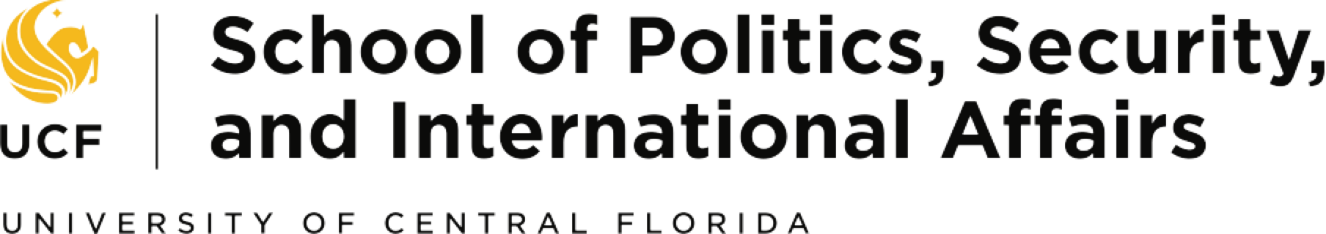 UCF
School of Politics, Security,
and International Affairs
UNIVERSITY OF CENTRAL FLORIDA